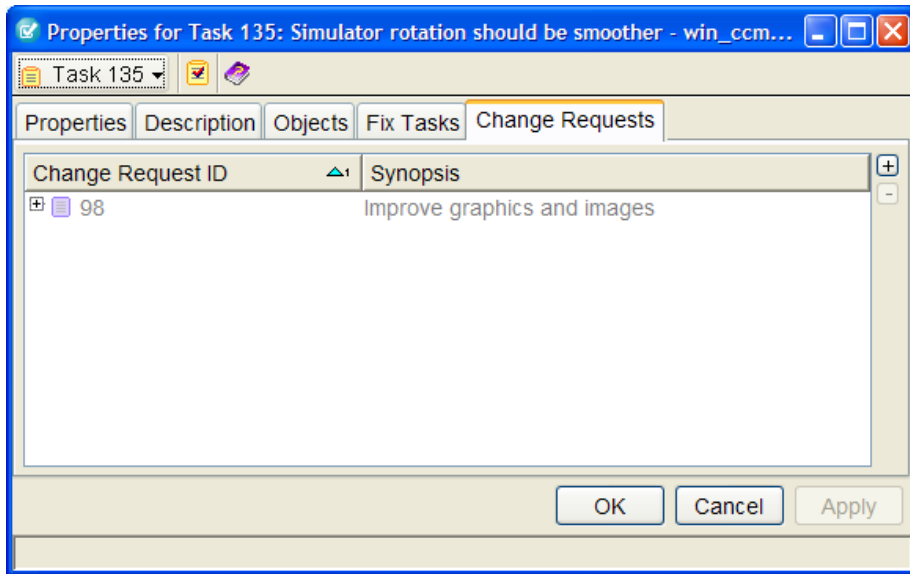 Properties for Task 135: Simulator rotation should be smoother - win_ccm...
Task 135
Properties Description Objects Fix Tasks Change Requests
Change Request ID 1 Synopsis
98 Improve graphics and images
OK Cancel Apply